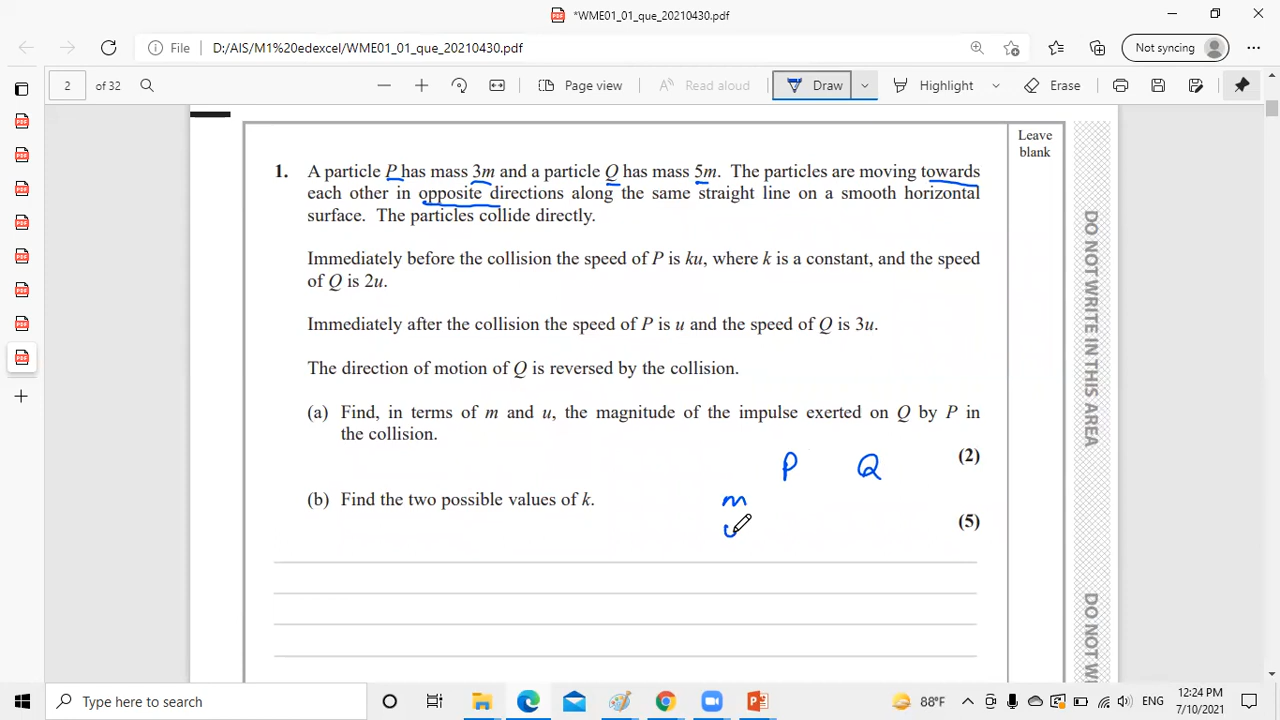 *WME01_01_que_20210430.pdf
File D:/AIS/M1%20edexcel/WME01_01_que_20210430.pdf Not syncing
2 of 32 Page view Read aloud Draw Highlight Erase
Leave
blank
1. A particle P has mass 3m and a particle Q has mass 5m. The particles are moving towards
each other in opposite directions along the same straight line on a smooth horizontal
surface. The particles collide directly.
Immediately before the collision the speed of P is ku, where k is a constant, and the speed
of Q is 2u.
Immediately after the collision the speed of P is u and the speed of Q is 3u.
The direction of motion of Q is reversed by the collision.
(a) Find, in terms of m and u, the magnitude of the impulse exerted on Q by P in
the collision.
(2)
P Q
(b) Find the two possible values of k.
m
(5)
DO NOT WRITE IN THIS AREA
DO NOT W
Type here to search
88°F ENG 12:24 PM
7/10/2021